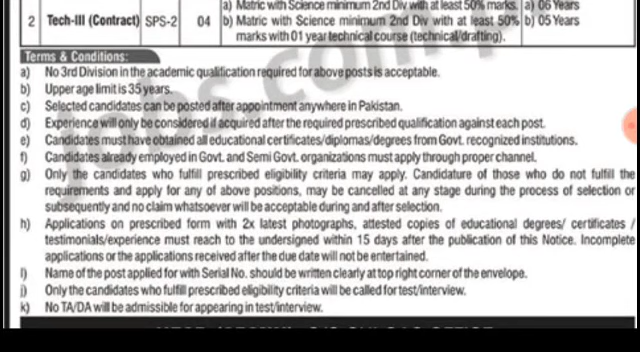 a) Matric with Science minimum 2nd Div with at least 50% marks. a) 06 Years
2 Tech-III (Contract) SPS-2 04 b) Matric with Science minimum 2nd Div with at least 50% b) 05 Years
marks with 01 year technical course (technical/drafting).
Terms & Conditions:
a) No 3rd Division in the academic qualification required for above posts is acceptable.
b) Upper age limit is 35 years.
c) Selected candidates can be posted after appointment anywhere in Pakistan.
d) Experience will only be considered if acquired after the required prescribed qualification against each post.
e) Candidates must have obtained all educational certificates/diplomas/degrees from Govt. recognized institutions.
f) Candidates already employed in Govt. and Semi Govt. organizations must apply through proper channel.
g) Only the candidates who fulfill prescribed eligibility criteria may apply. Candidature of those who do not fulfill the
requirements and apply for any of above positions, may be cancelled at any stage during the process of selection or
subsequently and no claim whatsoever will be acceptable during and after selection.
h) Applications on prescribed form with 2x latest photographs, attested copies of educational degrees/ certificates /
testimonials/experience must reach to the undersigned within 15 days after the publication of this Notice. Incomplete
applications or the applications received after the due date will not be entertained.
I) Name of the post applied for with Serial No. should be written clearly at top right corner of the envelope.
j) Only the candidates who fulfill prescribed eligibility criteria will be called for test/interview.
k) No TA/DA will be admissible for appearing in test/interview.